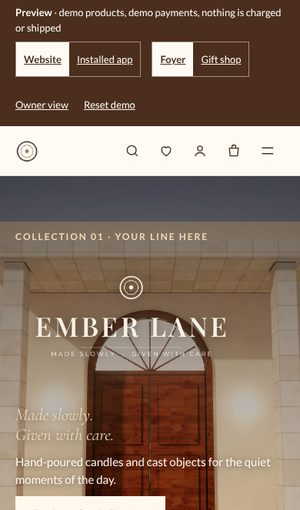 Preview · demo products, demo payments, nothing is charged
or shipped
Website Installed app Foyer Gift shop
Owner view Reset demo
COLLECTION 01 · YOUR LINE HERE
EMBER LANE
MADE SLOWLY · GIVEN WITH CARE
Made slowly.
Given with care.
Hand-poured candles and cast objects for the quiet
moments of the day.